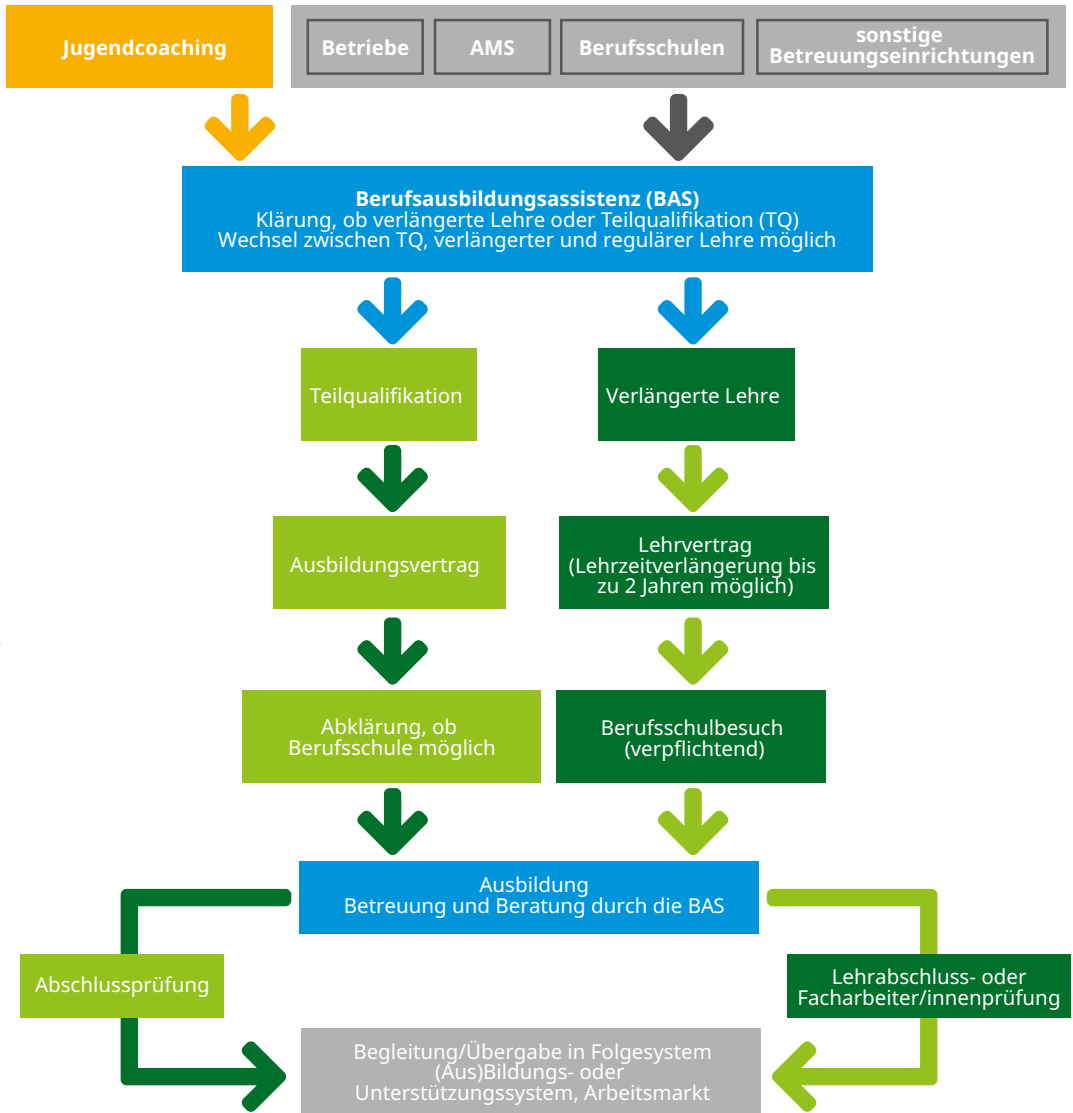 Jugendcoaching
Betriebe
AMS
Berufsschulen
sonstige
Betreuungseinrichtungen
Berufsausbildungsassistenz (BAS)
Klärung, ob verlängerte Lehre oder Teilqualifikation (TQ)
Wechsel zwischen TQ, verlängerter und regulärer Lehre möglich
Teilqualifikation
Verlängerte Lehre
Ausbildungsvertrag
Lehrvertrag
(Lehrzeitverlängerung bis
zu 2 Jahren möglich)
Abklärung, ob
Berufsschule möglich
Berufsschulbesuch
(verpflichtend)
Ausbildung
Betreuung und Beratung durch die BAS
Abschlussprüfung
Lehrabschluss- oder
Facharbeiter/innenprüfung
Begleitung/Übergabe in Folgesystem
(Aus)Bildungs- oder
Unterstützungssystem, Arbeitsmarkt